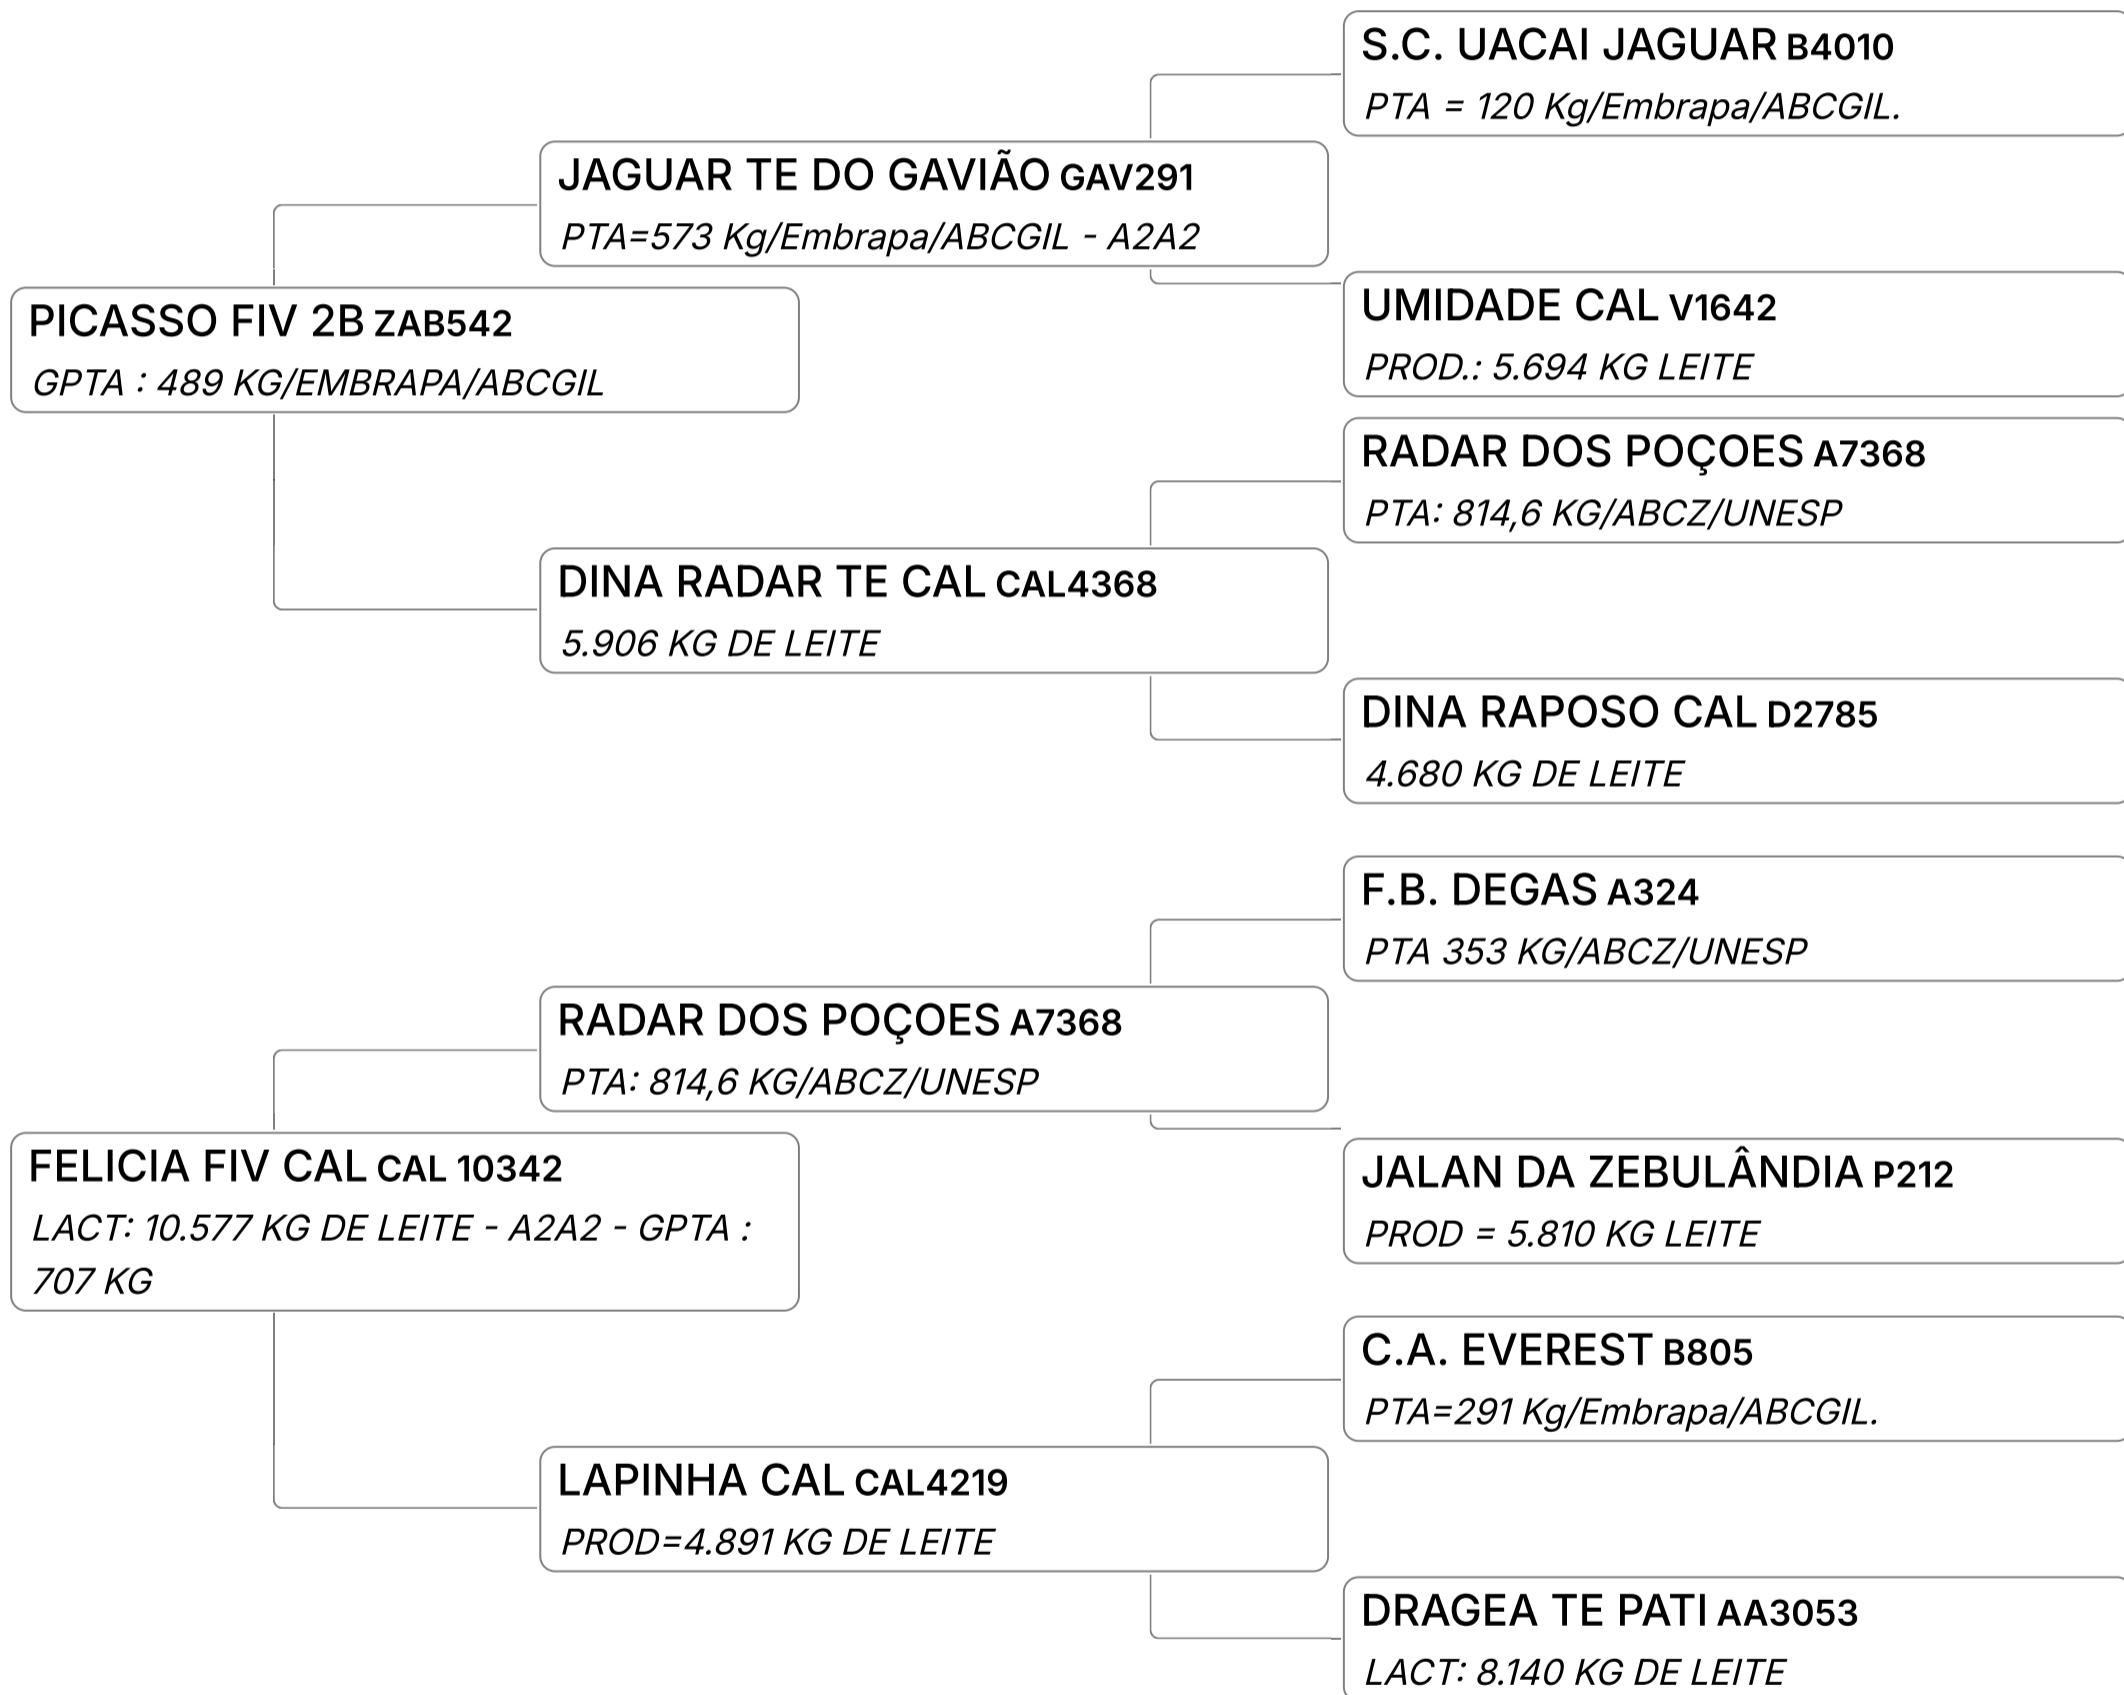 S.C. UACAI JAGUAR B4010
PTA = 120 Kg/Embrapa/ABCGIL.
JAGUAR TE DO GAVIÃO GAV291
PTA=573 Kg/Embrapa/ABCGIL - A2A2
UMIDADE CAL V1642
PROD.: 5.694 KG LEITE
PICASSO FIV 2B ZAB542
GPTA : 489 KG/EMBRAPA/ABCGIL
RADAR DOS POÇOES A7368
PTA: 814,6 KG/ABCZ/UNESP
DINA RADAR TE CAL CAL4368
5.906 KG DE LEITE
DINA RAPOSO CAL D2785
4.680 KG DE LEITE
F.B. DEGAS A324
PTA 353 KG/ABCZ/UNESP
RADAR DOS POÇOES A7368
PTA: 814,6 KG/ABCZ/UNESP
JALAN DA ZEBULÂNDIA P212
PROD = 5.810 KG LEITE
FELICIA FIV CAL CAL 10342
LACT: 10.577 KG DE LEITE - A2A2 - GPTA :
707 KG
C.A. EVEREST B805
PTA=291 Kg/Embrapa/ABCGIL.
LAPINHA CAL CAL4219
PROD=4.891 KG DE LEITE
DRAGEA TE PATI AA3053
LACT: 8.140 KG DE LEITE